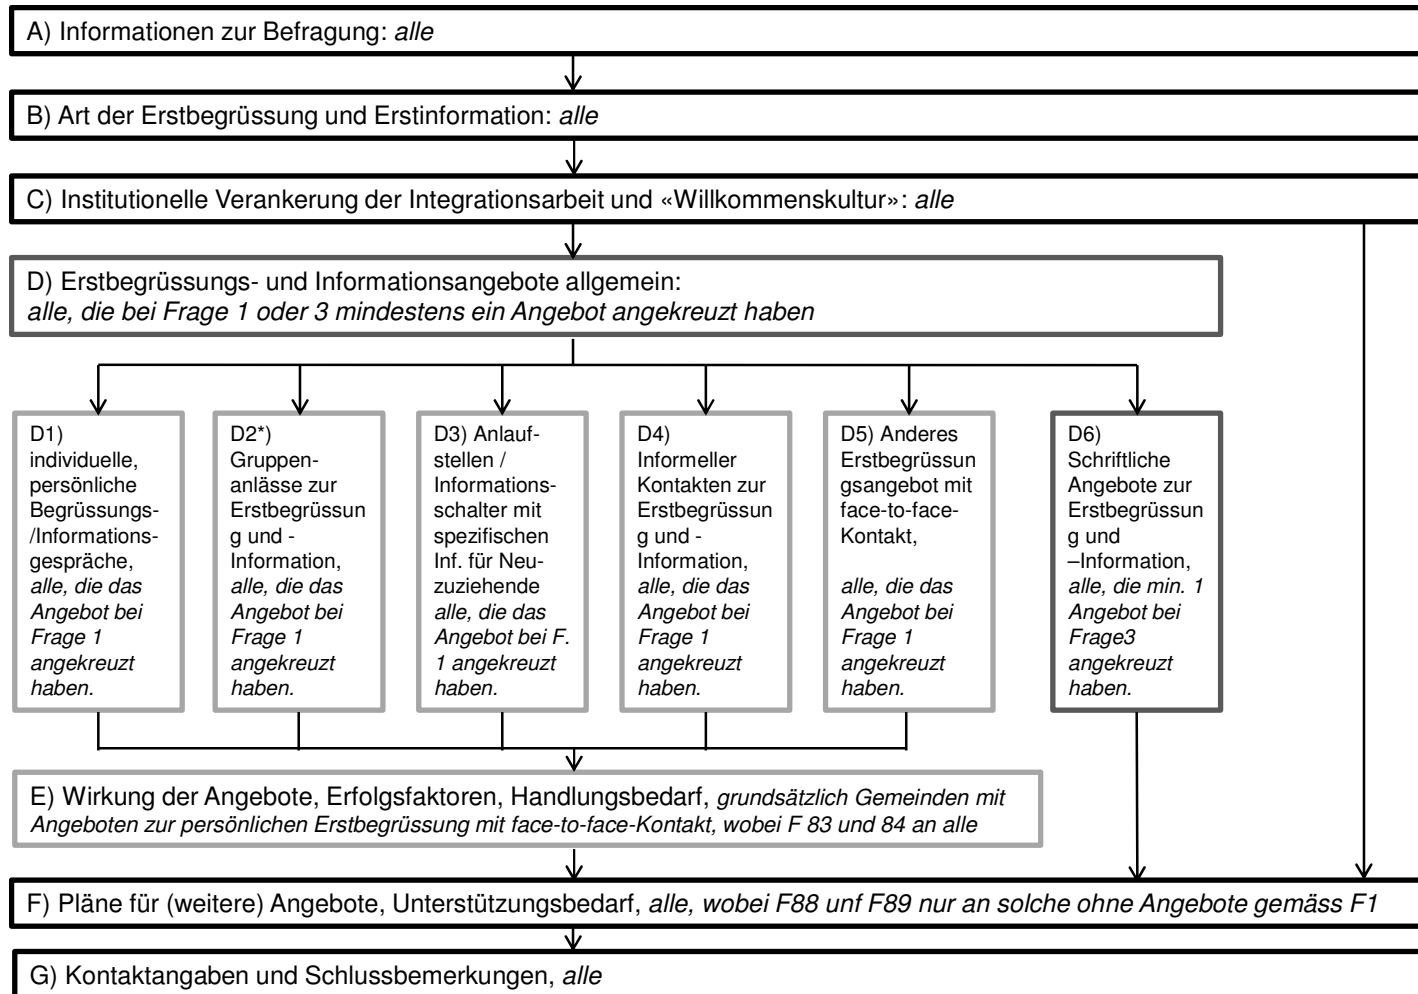 A) Informationen zur Befragung: alle
B) Art der Erstbegrüssung und Erstinformation: alle
C) Institutionelle Verankerung der Integrationsarbeit und «Willkommenskultur»: alle
D) Erstbegrüssungs- und Informationsangebote allgemein:
alle, die bei Frage 1 oder 3 mindestens ein Angebot angekreuzt haben
D1)
individuelle,
persönliche
Begrüssungs-
/Informations-
gespräche,
alle, die das
Angebot bei
Frage 1
angekreuzt
haben.
D2*)
Gruppen-
anlässe zur
Erstbegrüssun
g und -
Information,
alle, die das
Angebot bei
Frage 1
angekreuzt
haben.
D3) Anlauf-
stellen /
Informations-
schalter mit
spezifischen
Inf. für Neu-
zuziehende
alle, die das
Angebot bei F.
1 angekreuzt
haben.
D4)
Informeller
Kontakten zur
Erstbegrüssun
g und -
Information,
alle, die das
Angebot bei
Frage 1
angekreuzt
haben.
D5) Anderes
Erstbegrüssun
gsangebot mit
face-to-face-
Kontakt,
alle, die das
Angebot bei
Frage 1
angekreuzt
haben.
D6)
Schriftliche
Angebote zur
Erstbegrüssun
g und
–Information,
alle, die min. 1
Angebot bei
Frage3
angekreuzt
haben.
E) Wirkung der Angebote, Erfolgsfaktoren, Handlungsbedarf, grundsätzlich Gemeinden mit
Angeboten zur persönlichen Erstbegrüssung mit face-to-face-Kontakt, wobei F 83 und 84 an alle
F) Pläne für (weitere) Angebote, Unterstützungsbedarf, alle, wobei F88 unf F89 nur an solche ohne Angebote gemäss F1
G) Kontaktangaben und Schlussbemerkungen, alle